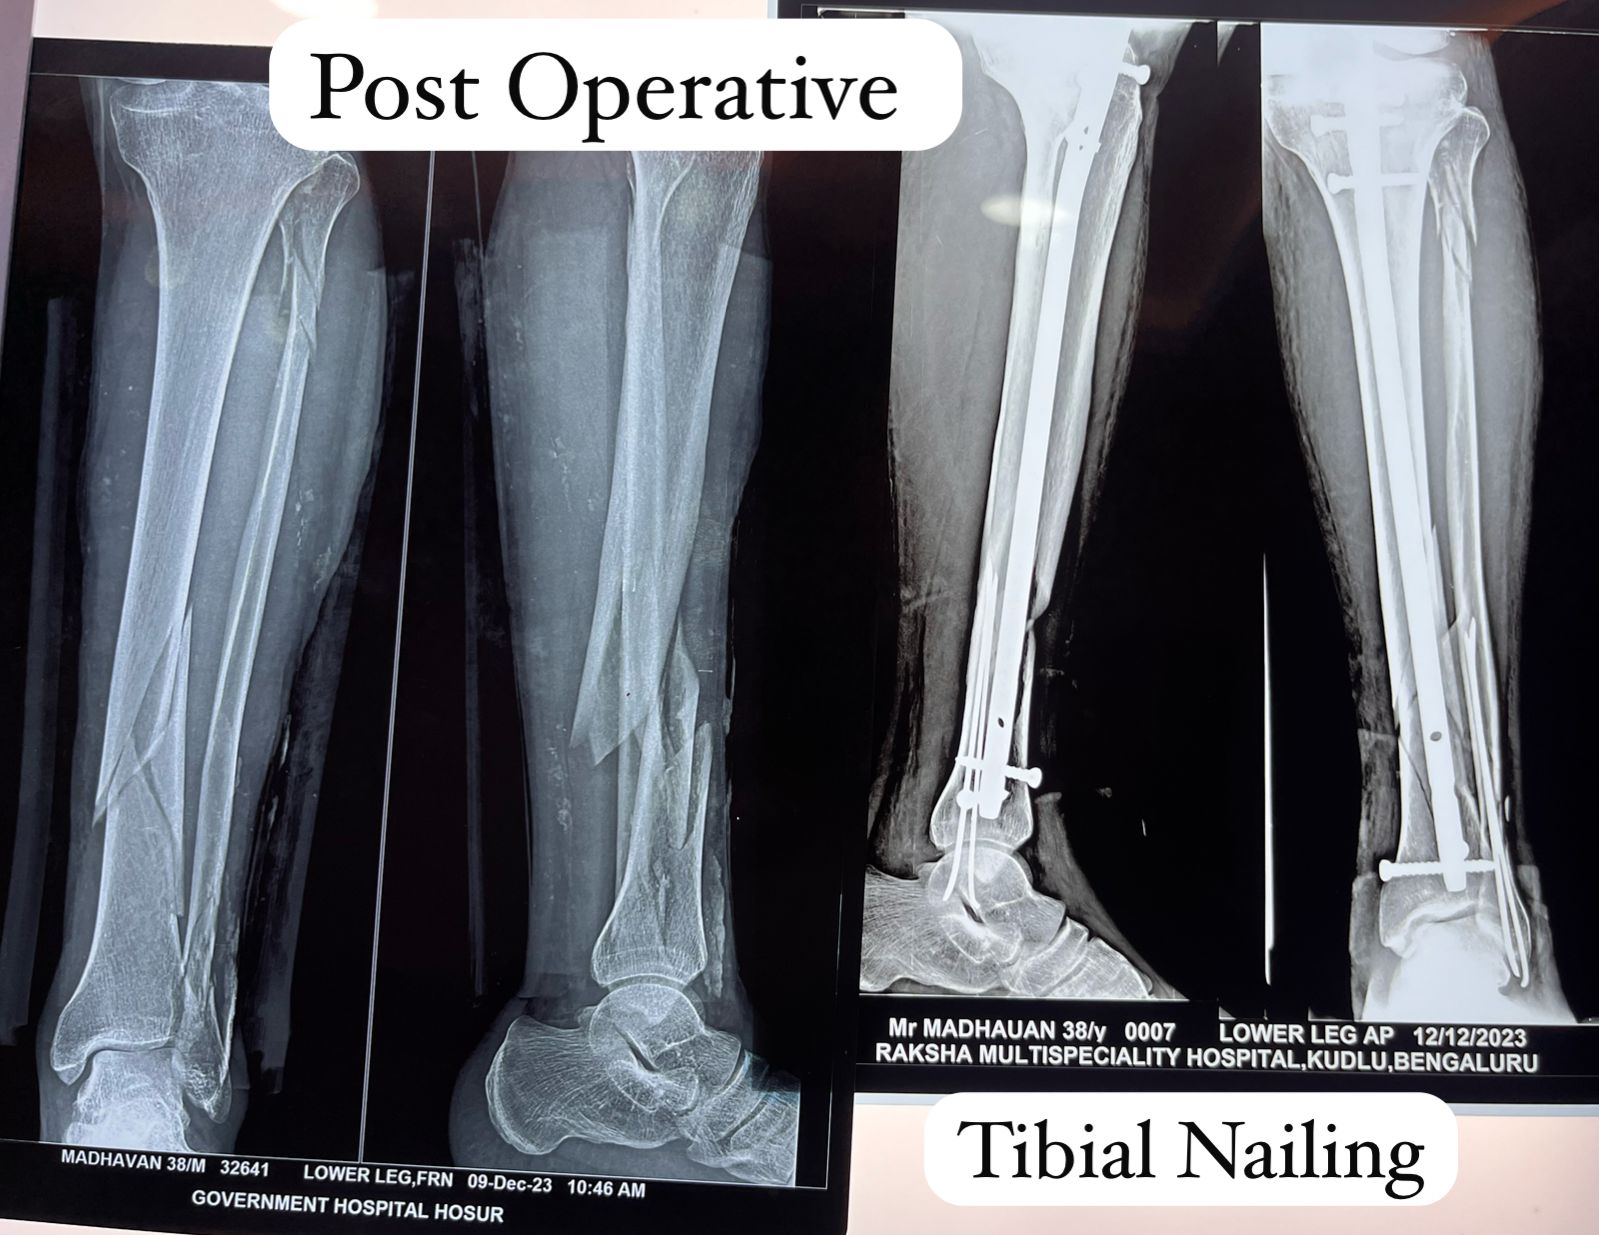 Post Operative
MADHAVAN 38/M 32641 LOWER LEG,FRN 09-Dec-23 10:46 AM
GOVERNMENT HOSPITAL HOSUR
Mr MADHAUAN 38/y 0007 LOWER LEG AP 12/12/2023
RAKSHA MULTISPECIALITY HOSPITAL,KUDLU,BENGALURU
Tibial Nailing